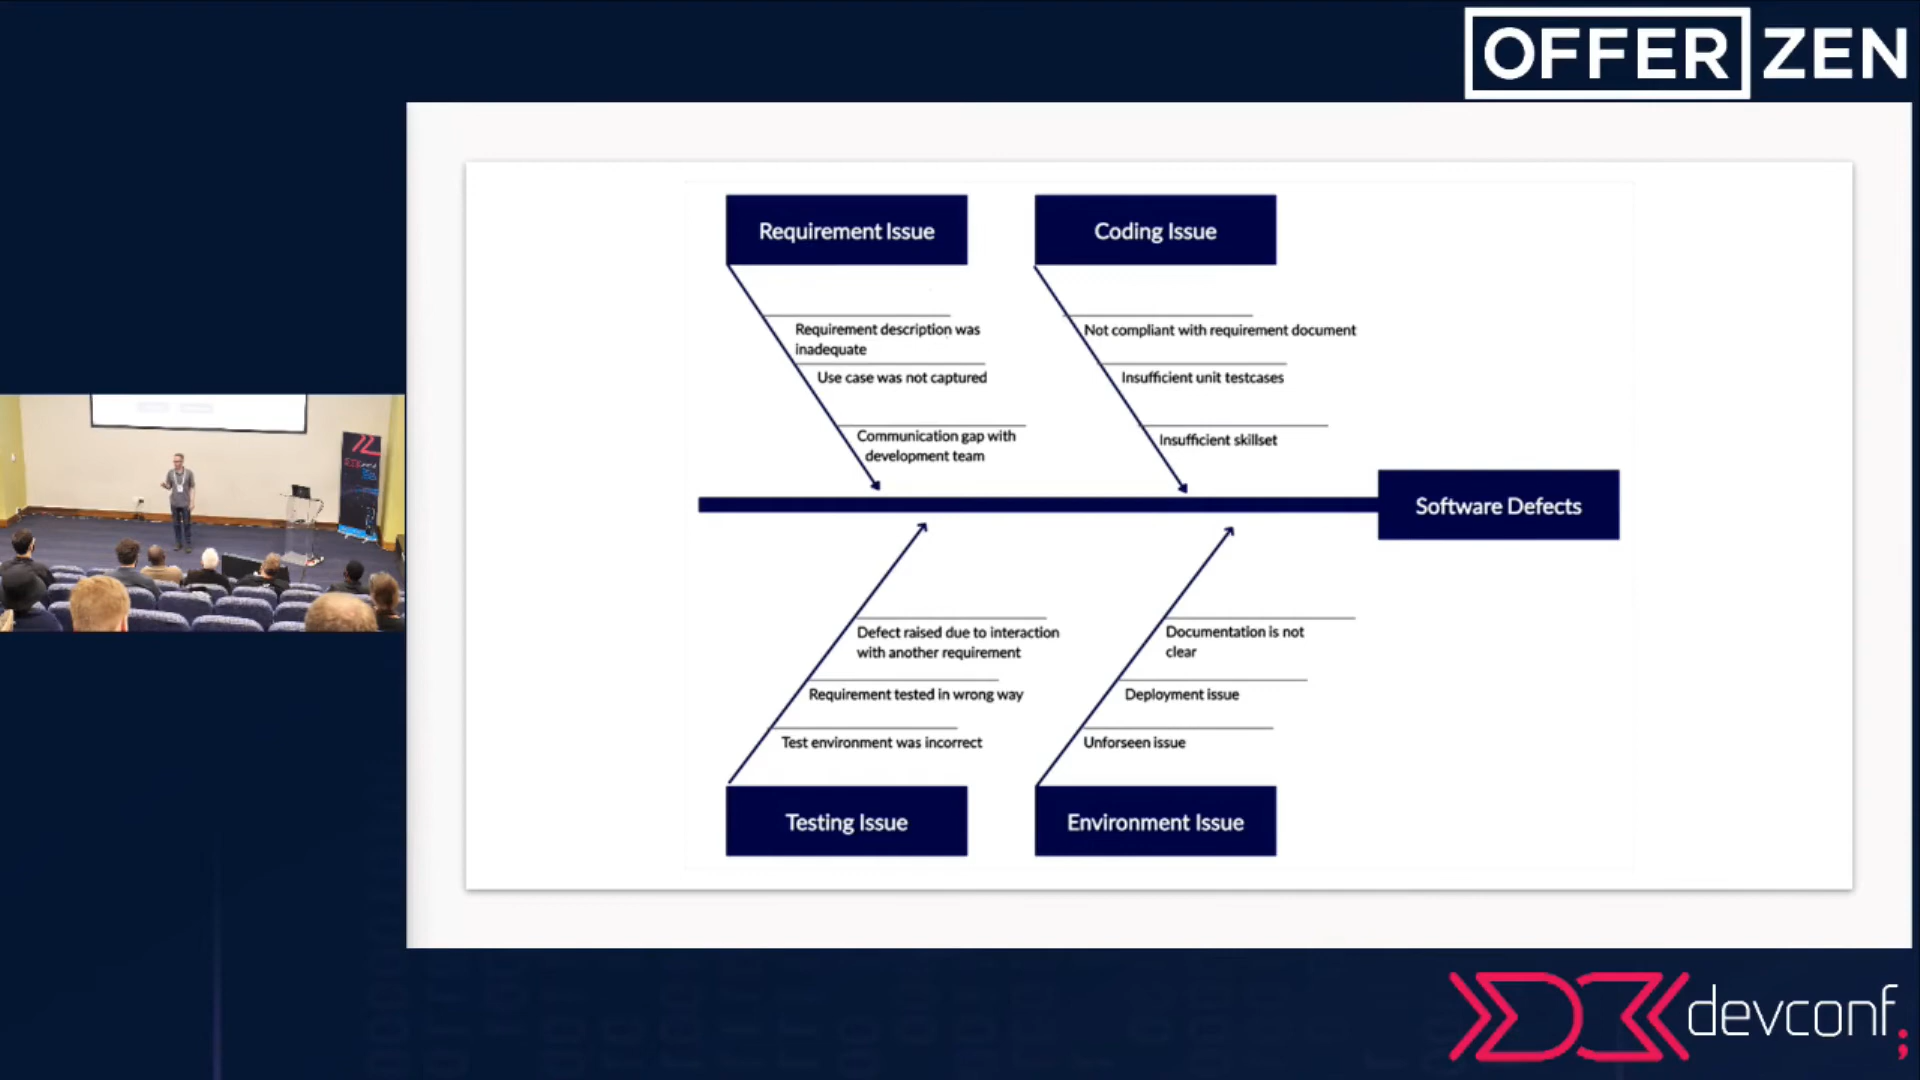 OFFERZEN
Requirement Issue
Coding Issue
Requirement description was
inadequate
Use case was not captured
Communication gap with
development team
Not compliant with requirement document
Insufficient unit testcases
Insufficient skillset
Software Defects
Defect raised due to interaction
with another requirement
Requirement tested in wrong way
Test environment was incorrect
Documentation is not
clear
Deployment issue
Unforseen issue
Testing Issue
Environment Issue
devconf;